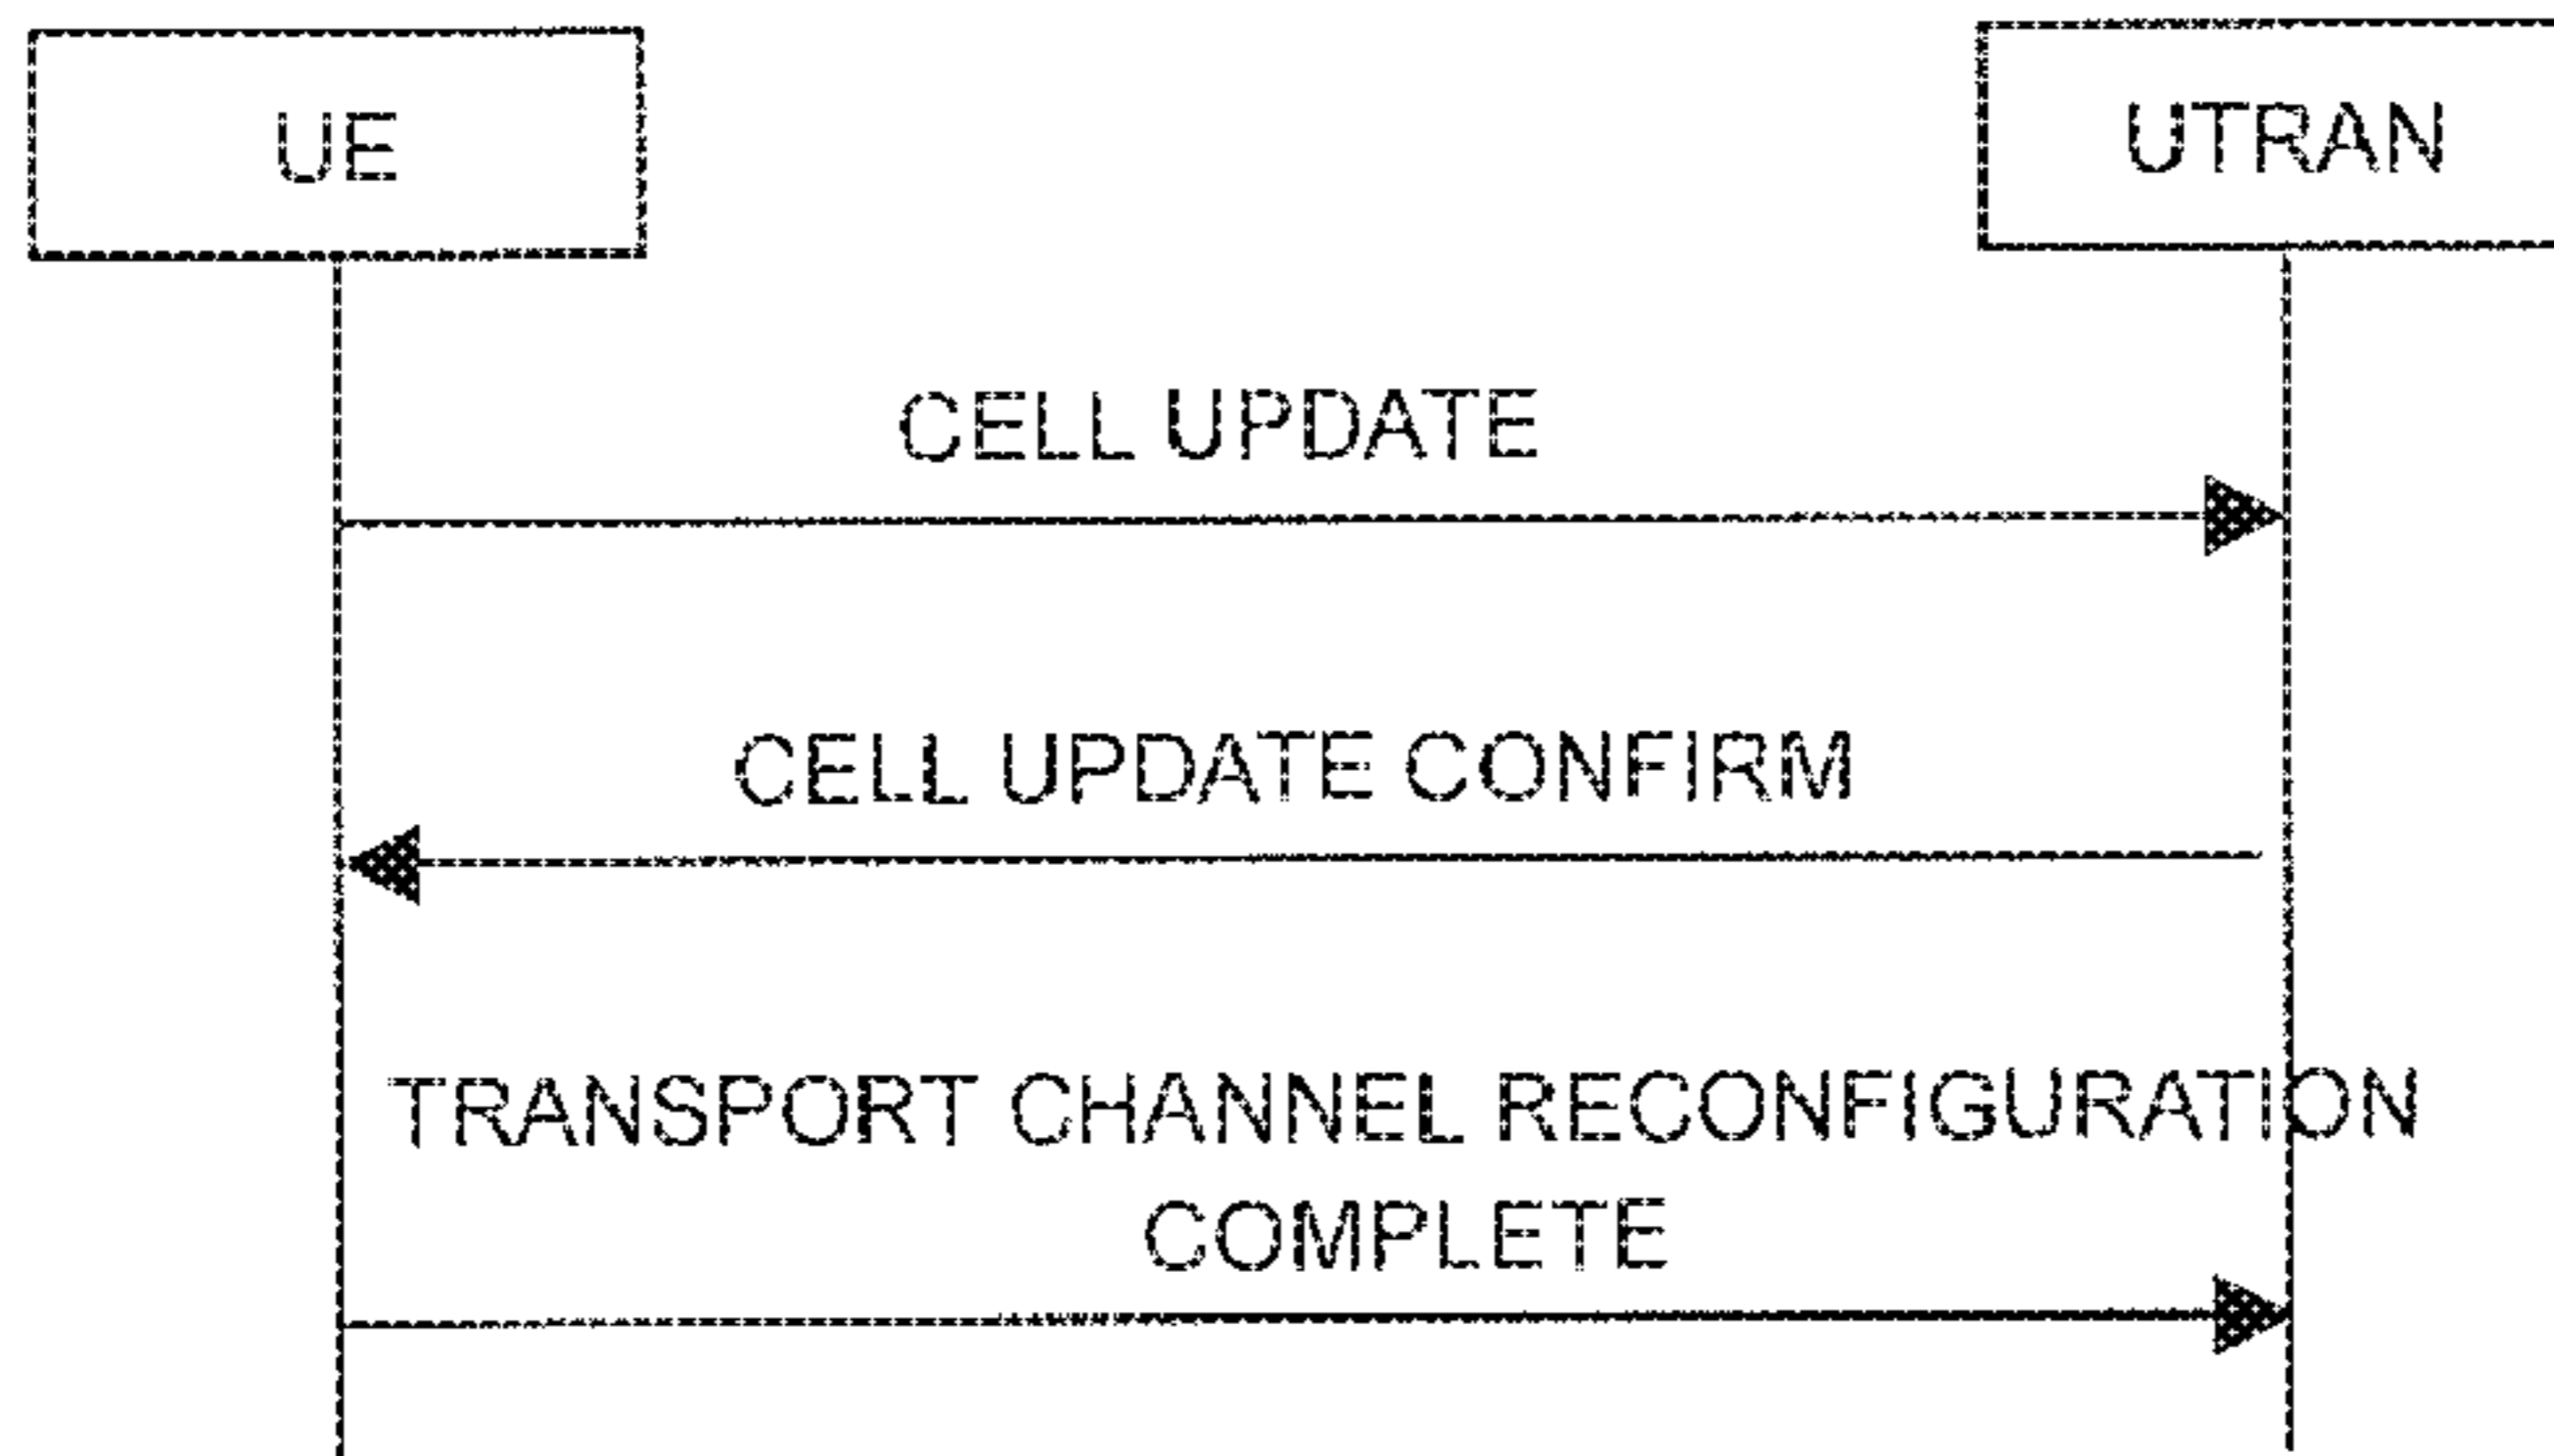 UE
UTRAN
CELL UPDATE
CELL UPDATE CONFIRM
TRANSPORT CHANNEL RECONFIGURATION
COMPLETE